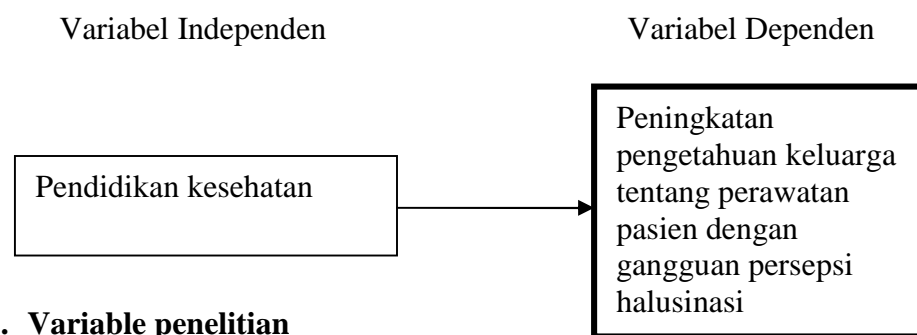 Variabel Independen Variabel Dependen
Pendidikan kesehatan
Peningkatan
pengetahuan keluarga
tentang perawatan
pasien dengan
gangguan persepsi
halusinasi
. Variable penelitian